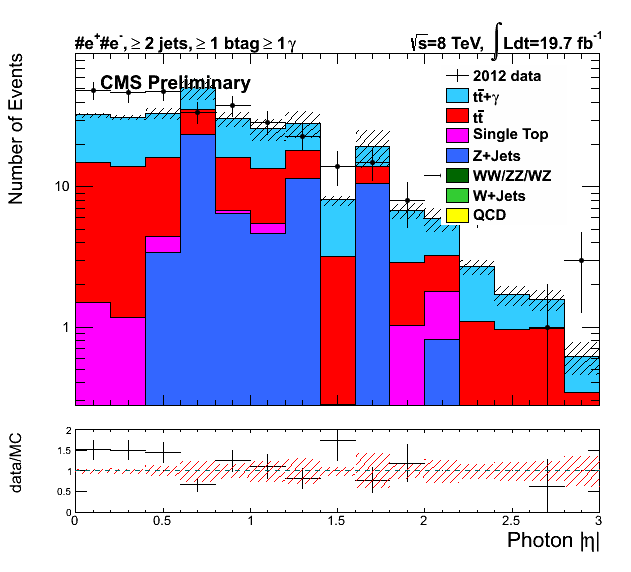 #e⁺#e⁻, ≥ 2 jets, ≥ 1 btag ≥ 1γ
√s=8 TeV, ∫Ldt=19.7 fb⁻¹
CMS Preliminary
2012 data
tt̄+γ
tt̄
Single Top
Z+Jets
WW/ZZ/WZ
W+Jets
QCD
Number of Events
10
1
data/MC
2
1.5
1
0.5
0
0 0.5 1 1.5 2 2.5 3
Photon |η|